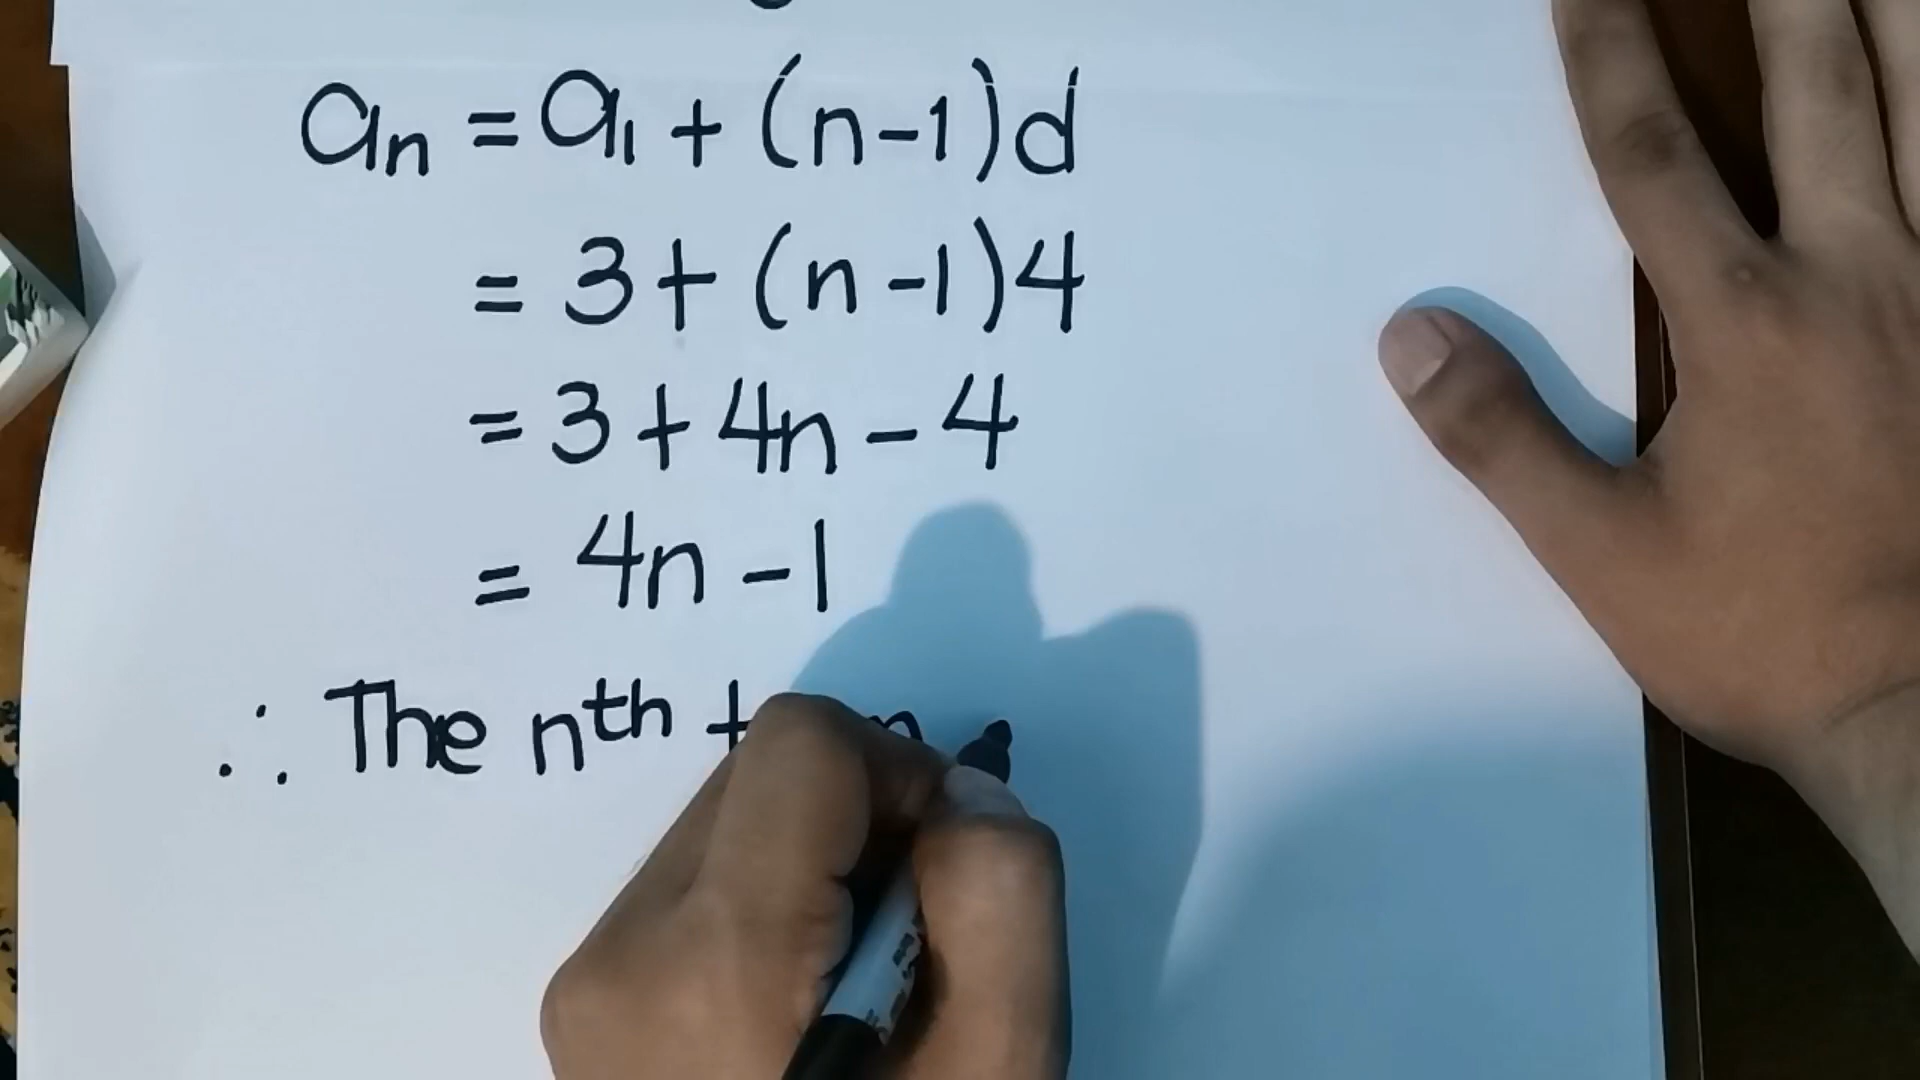 aₙ = a₁ + (n-1)d
= 3 + (n-1)4
= 3 + 4n - 4
= 4n - 1
∴ The nᵗʰ